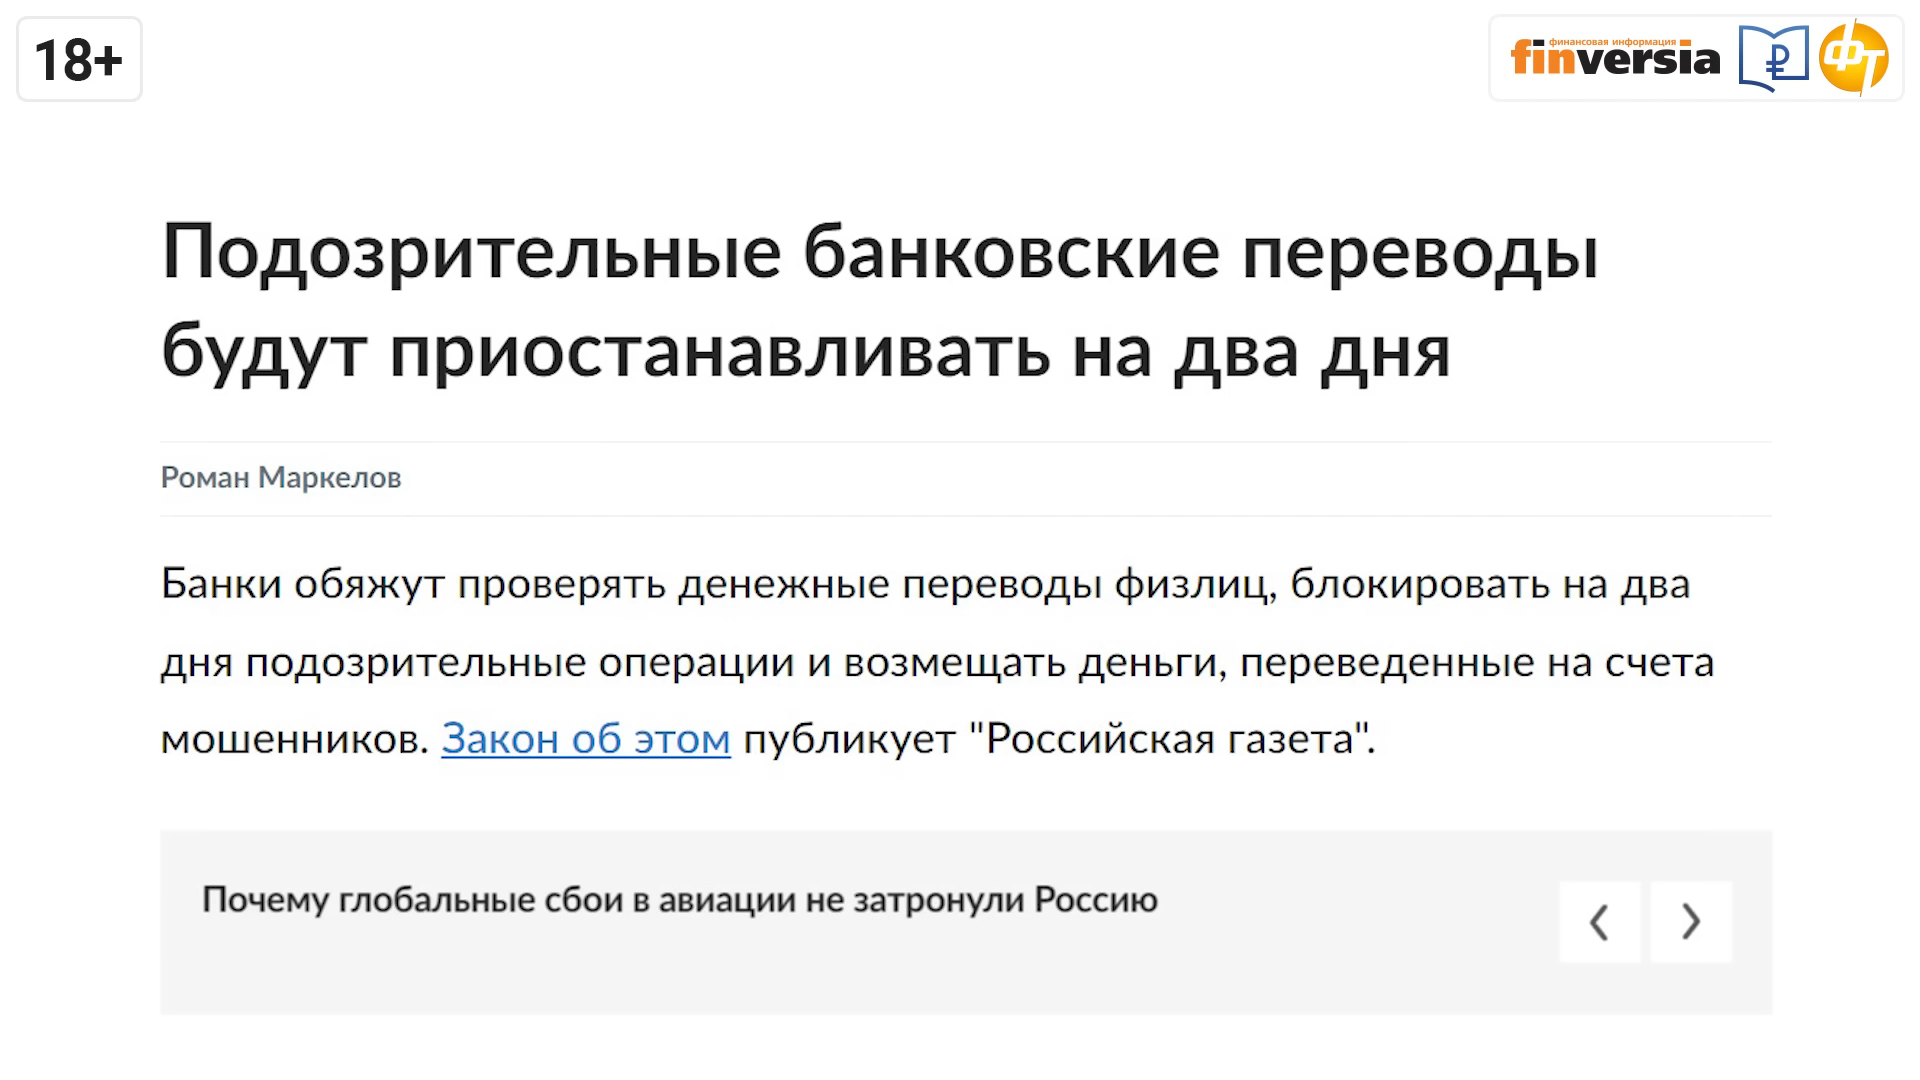 18+
финансовая информация
finversia
ФТ
Подозрительные банковские переводы
будут приостанавливать на два дня
Роман Маркелов
Банки обяжут проверять денежные переводы физлиц, блокировать на два
дня подозрительные операции и возмещать деньги, переведенные на счета
мошенников. Закон об этом публикует "Российская газета".
Почему глобальные сбои в авиации не затронули Россию